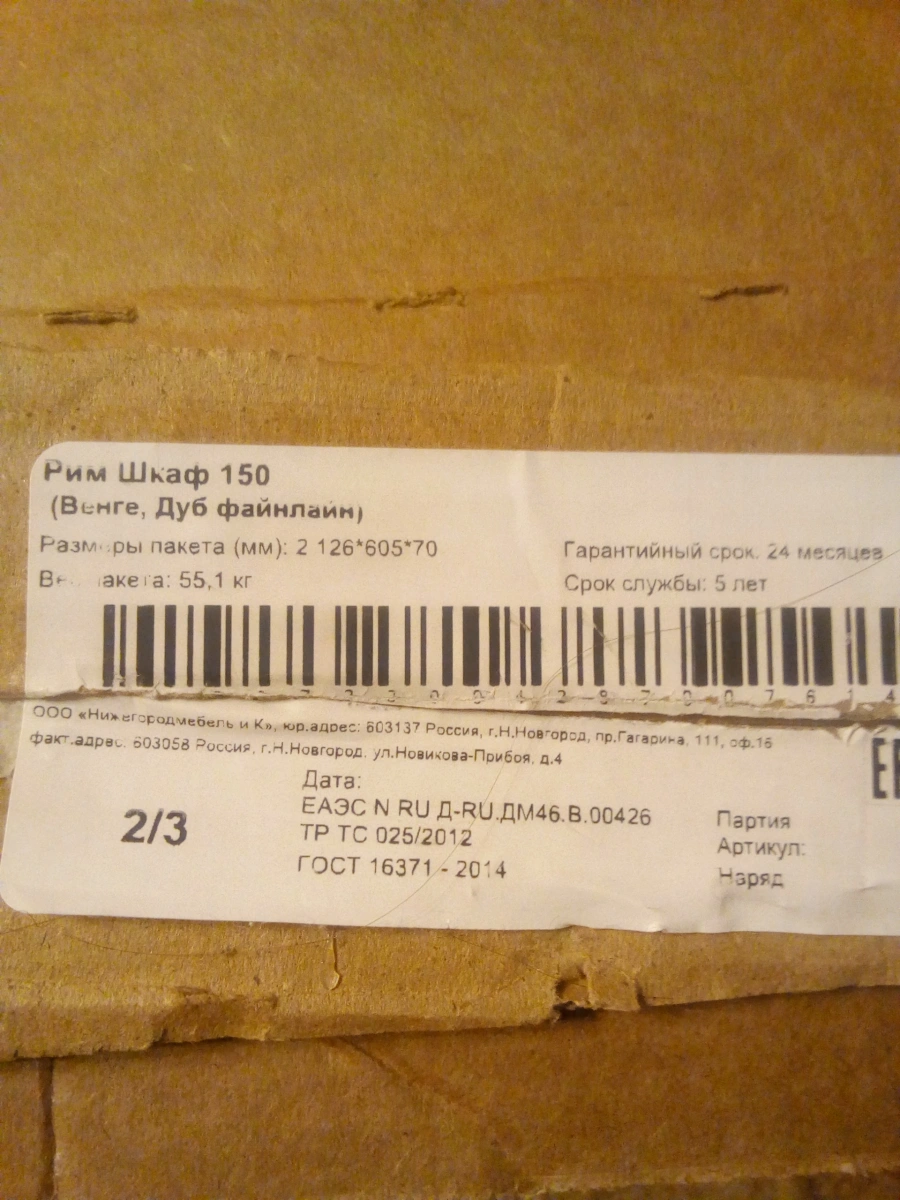 Рим Шкаф 150
(Венге, Дуб файнлайн)
Размеры пакета (мм): 2 126*605*70
Вес пакета: 55,1 кг
Гарантийный срок: 24 месяцев
Срок службы: 5 лет
ООО «Нижегородмебель и К», юр.адрес: 603137 Россия, г.Н.Новгород, пр.Гагарина, 111, оф.16
факт.адрес: 603058 Россия, г.Н.Новгород, ул.Новикова-Прибоя, д.4
2/3
Дата:
ЕАЭС N RU Д-RU.ДМ46.В.00426
ТР ТС 025/2012
ГОСТ 16371 - 2014
Партия
Артикул:
Наряд